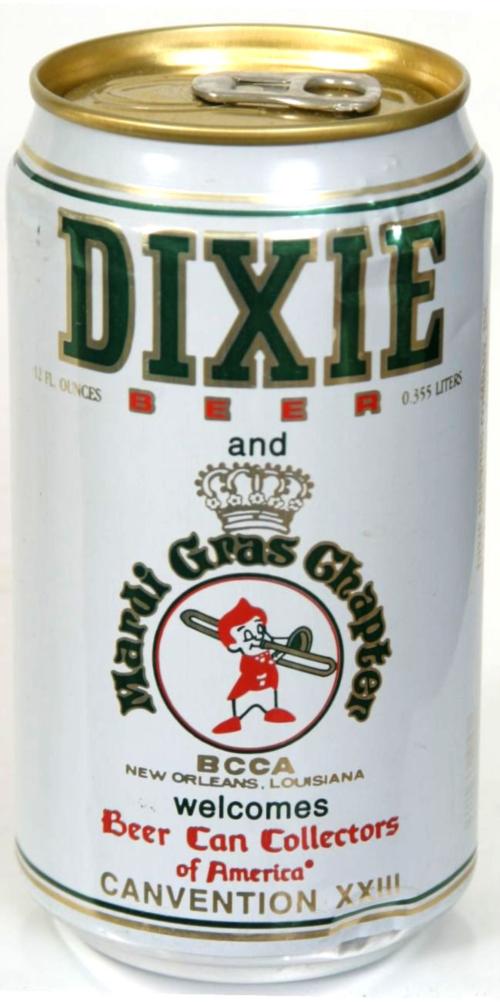 DIXIE
12 FL. OUNCES BEER 0.355 LITERS
and
Mardi Gras Chapter
BCCA
NEW ORLEANS, LOUISIANA
welcomes
Beer Can Collectors
of America®
CANVENTION XXIII